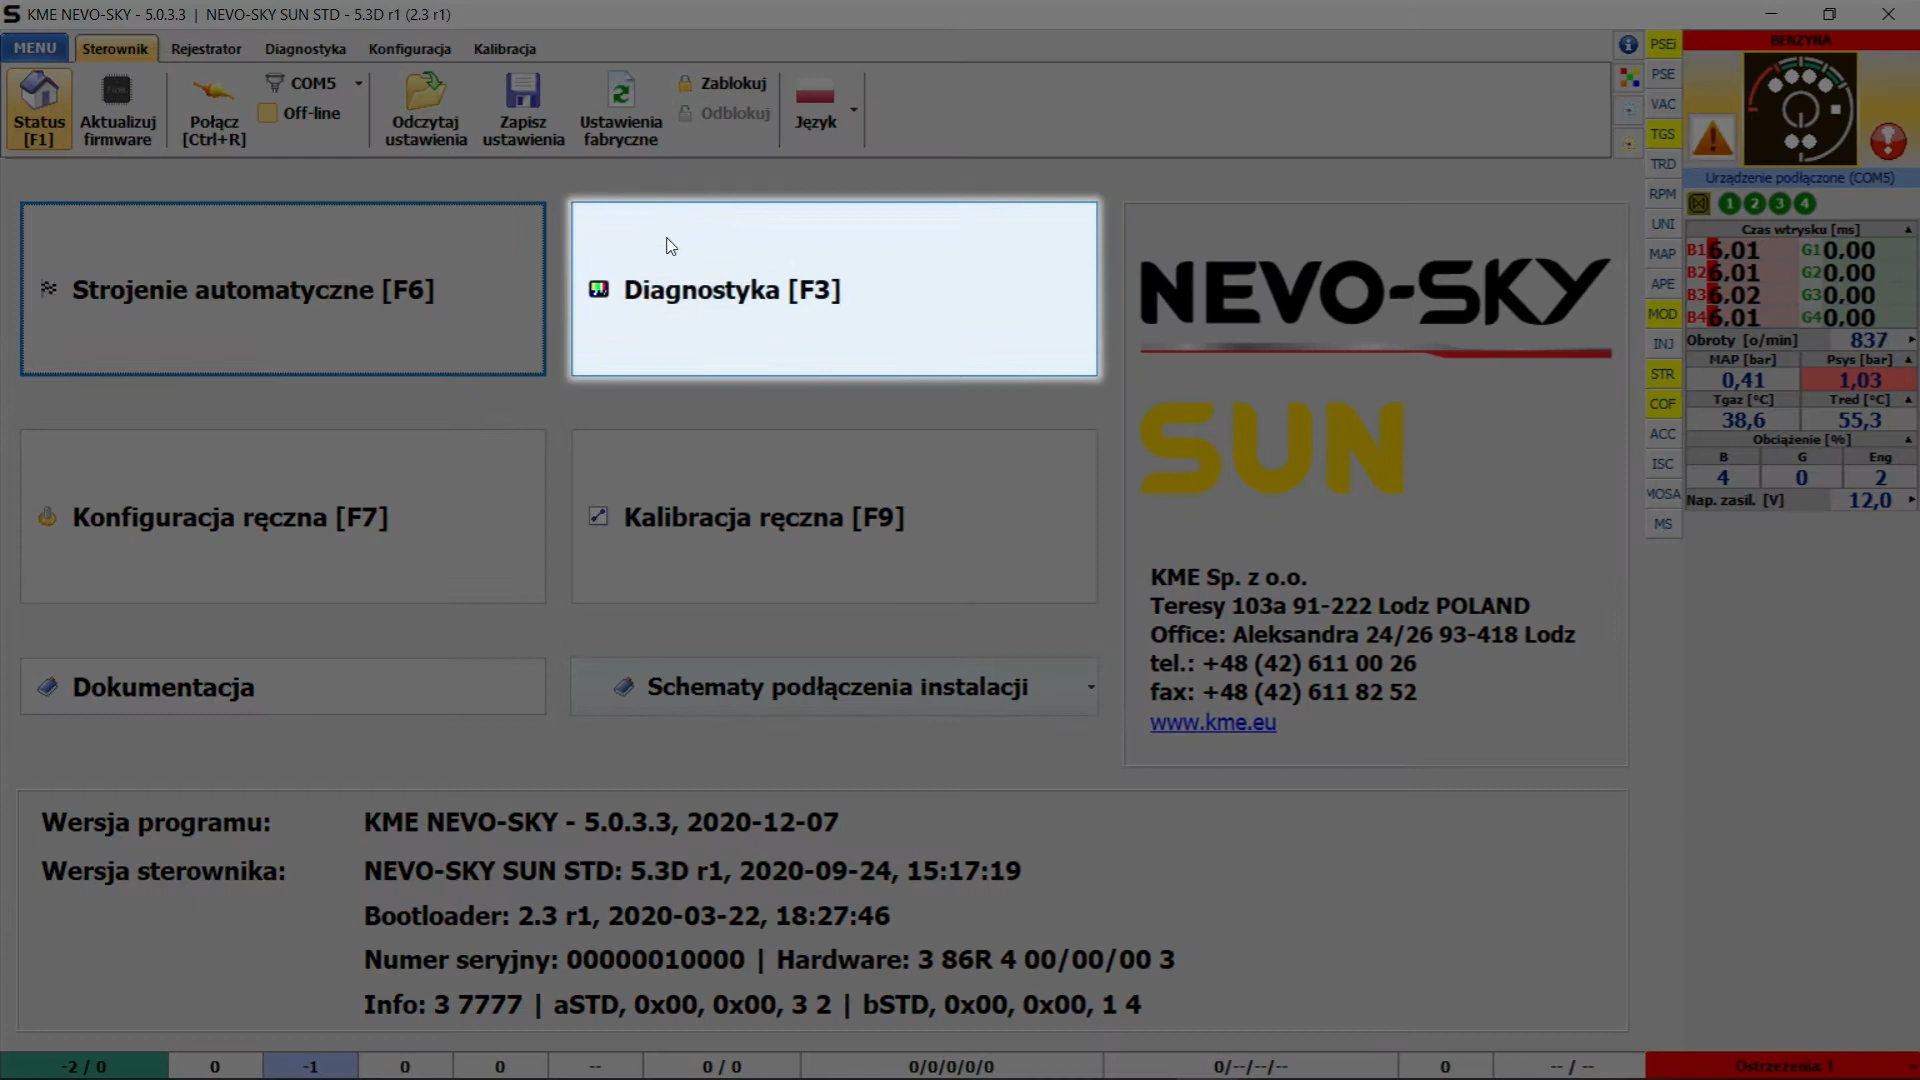 KME NEVO-SKY - 5.0.3.3 | NEVO-SKY SUN STD - 5.3D r1 (2.3 r1)
MENU
Sterownik
Rejestrator
Diagnostyka
Konfiguracja
Kalibracja
Status
[F1]
Aktualizuj
firmware
Połącz
[Ctrl+R]
COM5
Off-line
Odczytaj
ustawienia
Zapisz
ustawienia
Ustawienia
fabryczne
Zablokuj
Odblokuj
Język
Strojenie automatyczne [F6]
Diagnostyka [F3]
Konfiguracja ręczna [F7]
Kalibracja ręczna [F9]
Dokumentacja
Schematy podłączenia instalacji
NEVO-SKY
SUN
KME Sp. z o.o.
Teresy 103a 91-222 Lodz POLAND
Office: Aleksandra 24/26 93-418 Lodz
tel.: +48 (42) 611 00 26
fax: +48 (42) 611 82 52
www.kme.eu
Wersja programu: KME NEVO-SKY - 5.0.3.3, 2020-12-07
Wersja sterownika: NEVO-SKY SUN STD: 5.3D r1, 2020-09-24, 15:17:19
Bootloader: 2.3 r1, 2020-03-22, 18:27:46
Numer seryjny: 00000010000 | Hardware: 3 86R 4 00/00/00 3
Info: 3 7777 | aSTD, 0x00, 0x00, 3 2 | bSTD, 0x00, 0x00, 1 4
PSEI
PSE
VAC
TGS
TRD
RPM
UNI
MAP
APE
MOD
INJ
STR
COF
ACC
ISC
MOSA
MS
BENZYNA
Urządzenie podłączone (COM5)
1 2 3 4
Czas wtrysku [ms]
B1 6,01 G1 0,00
B2 6,01 G2 0,00
B3 6,02 G3 0,00
B4 6,01 G4 0,00
Obroty [o/min] 837
MAP [bar] Psys [bar]
0,41 1,03
Tgaz [°C] Tred [°C]
38,6 55,3
Obciążenie [%]
B G Eng
4 0 2
Nap. zasil. [V] 12,0
-2 / 0
0
-1
0
0
--
0 / 0
0/0/0/0/0
0/--/--/--
0
-- / --
Ostrzeżenia: 1